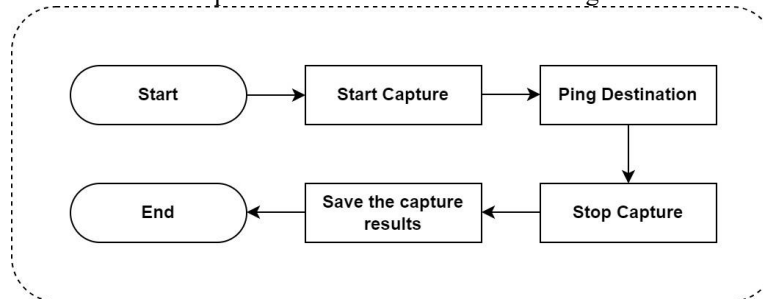 Start
Start Capture
Ping Destination
End
Save the capture
results
Stop Capture